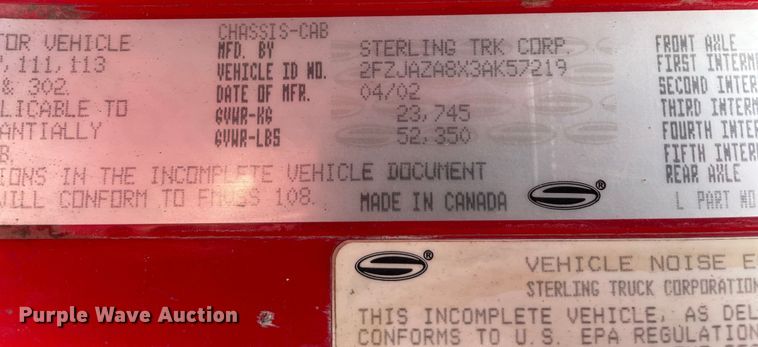 CHASSIS-CAB
TOR VEHICLE
, 111, 113
& 302.
PLICABLE TO
ANTIALLY
B.
MFD. BY STERLING TRK CORP.
VEHICLE ID NO. 2FZJAZA8X3AK57219
DATE OF MFR. 04/02
GVWR-KG 23,745
GVWR-LBS 52,350
FRONT AXLE
FIRST INTERM
SECOND INTER
THIRD INTERM
FOURTH INTER
FIFTH INTERM
REAR AXLE
IONS IN THE INCOMPLETE VEHICLE DOCUMENT
WILL CONFORM TO FMVSS 108. MADE IN CANADA S® L PART NO
S® VEHICLE NOISE E
STERLING TRUCK CORPORATION
THIS INCOMPLETE VEHICLE, AS DEL
CONFORMS TO U.S. EPA REGULATION
Purple Wave Auction